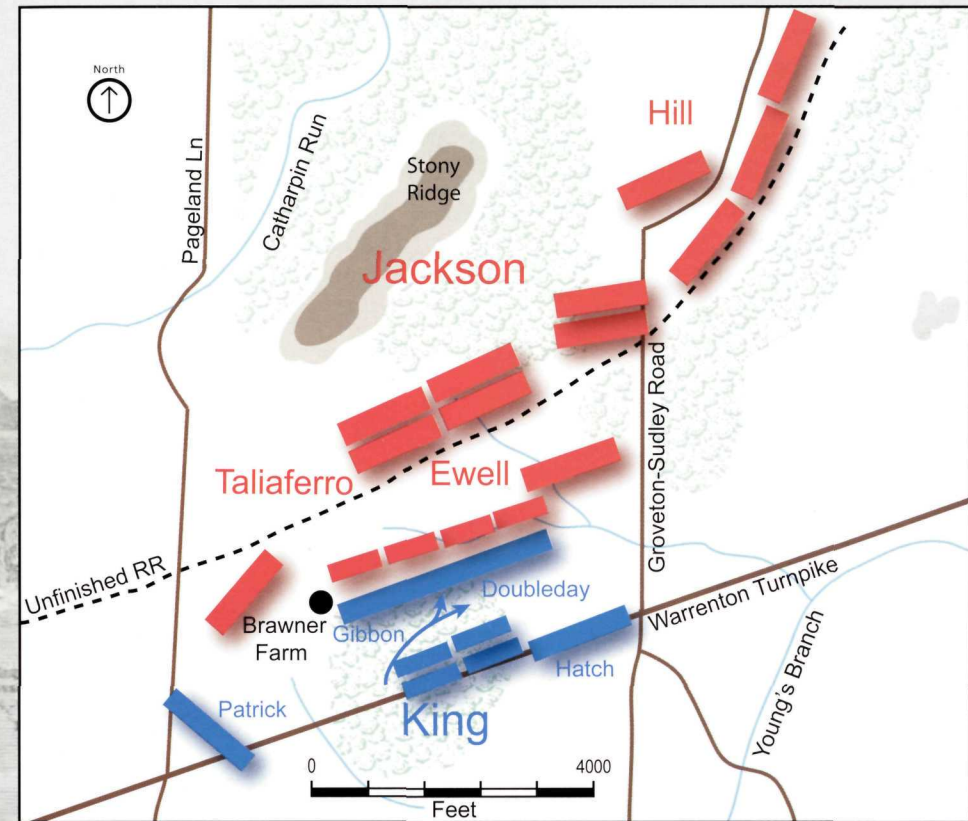 North
Pageland Ln
Catharpin Run
Stony
Ridge
Hill
Jackson
Taliaferro
Ewell
Groveton-Sudley Road
Unfinished RR
Warrenton Turnpike
Doubleday
Brawner
Farm
Gibbon
Hatch
Patrick
King
Young's Branch
0
4000
Feet